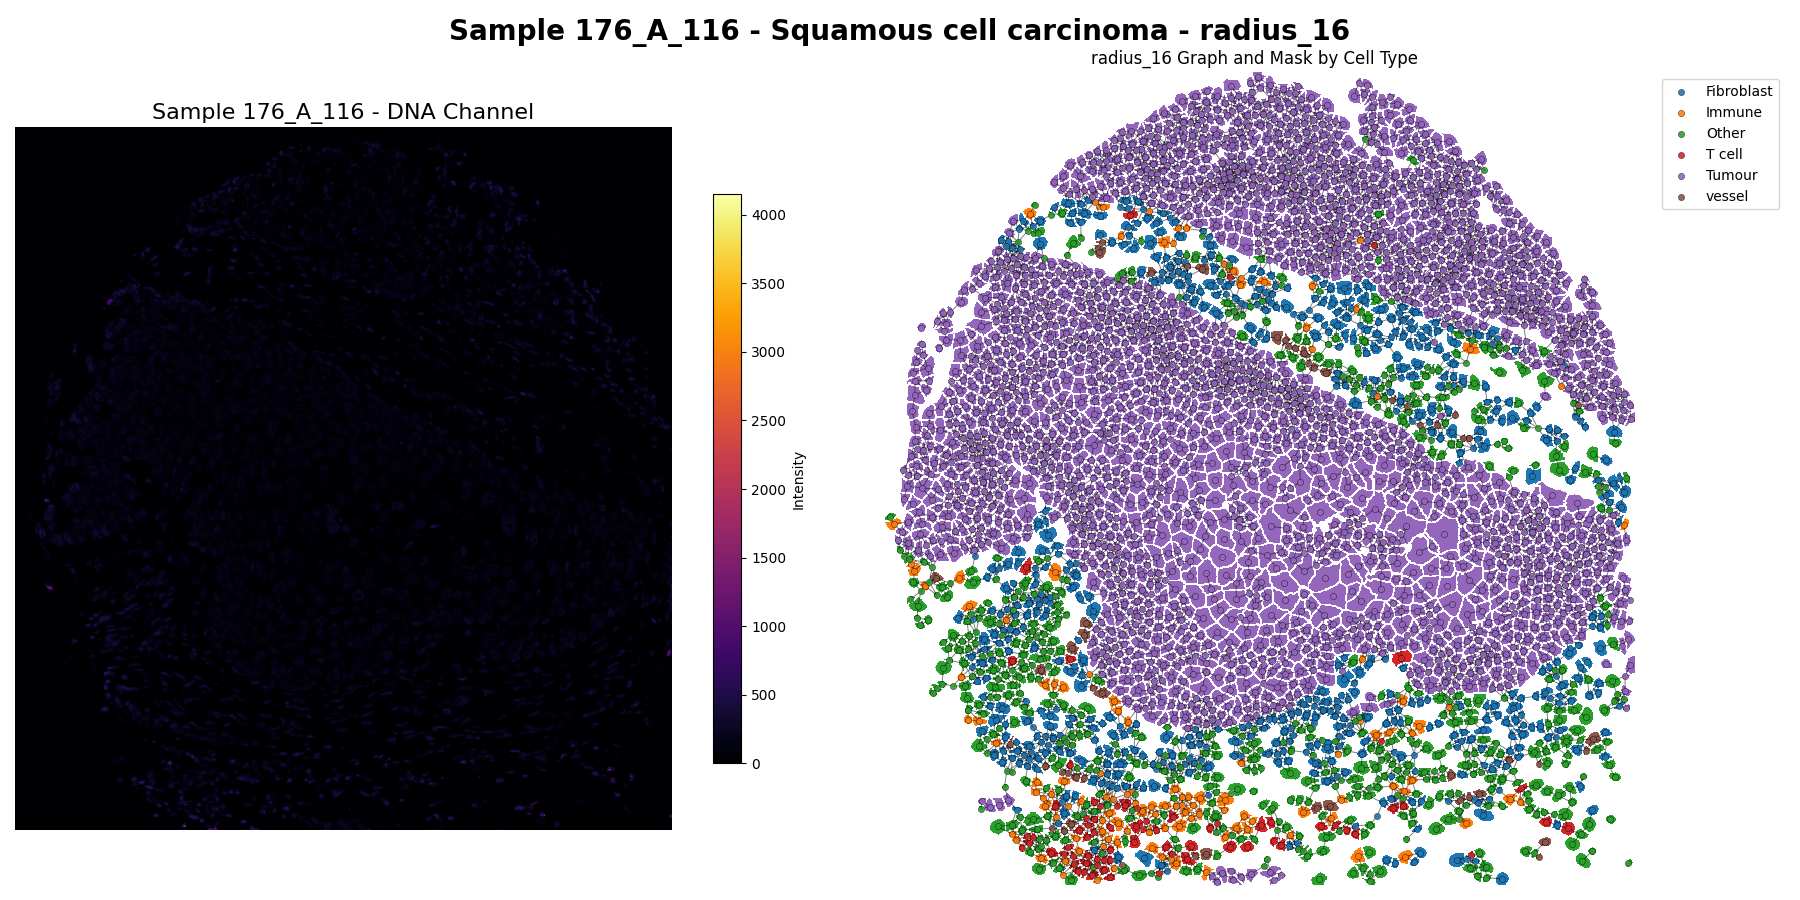 Sample 176_A_116 - Squamous cell carcinoma - radius_16
radius_16 Graph and Mask by Cell Type
Sample 176_A_116 - DNA Channel
Fibroblast
Immune
Other
T cell
Tumour
vessel
4000
3500
3000
2500
2000
1500
1000
500
0
Intensity